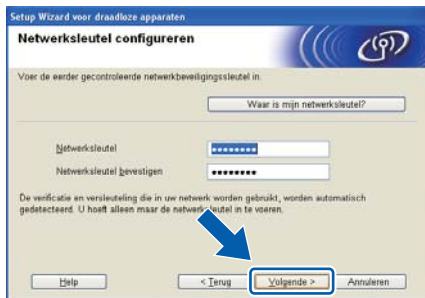 Setup Wizard voor draadloze apparaten
Netwerksleutel configureren
Voer de eerder gecontroleerde netwerkbeveiligingssleutel in.
Waar is mijn netwerksleutel?
Netwerksleutel
Netwerksleutel bevestigen
De verificatie en versleuteling die in uw netwerk worden gebruikt, worden automatisch
gedetecteerd. U hoeft alleen maar de netwerksleutel in te voeren.
Help
< Terug
Volgende >
Annuleren